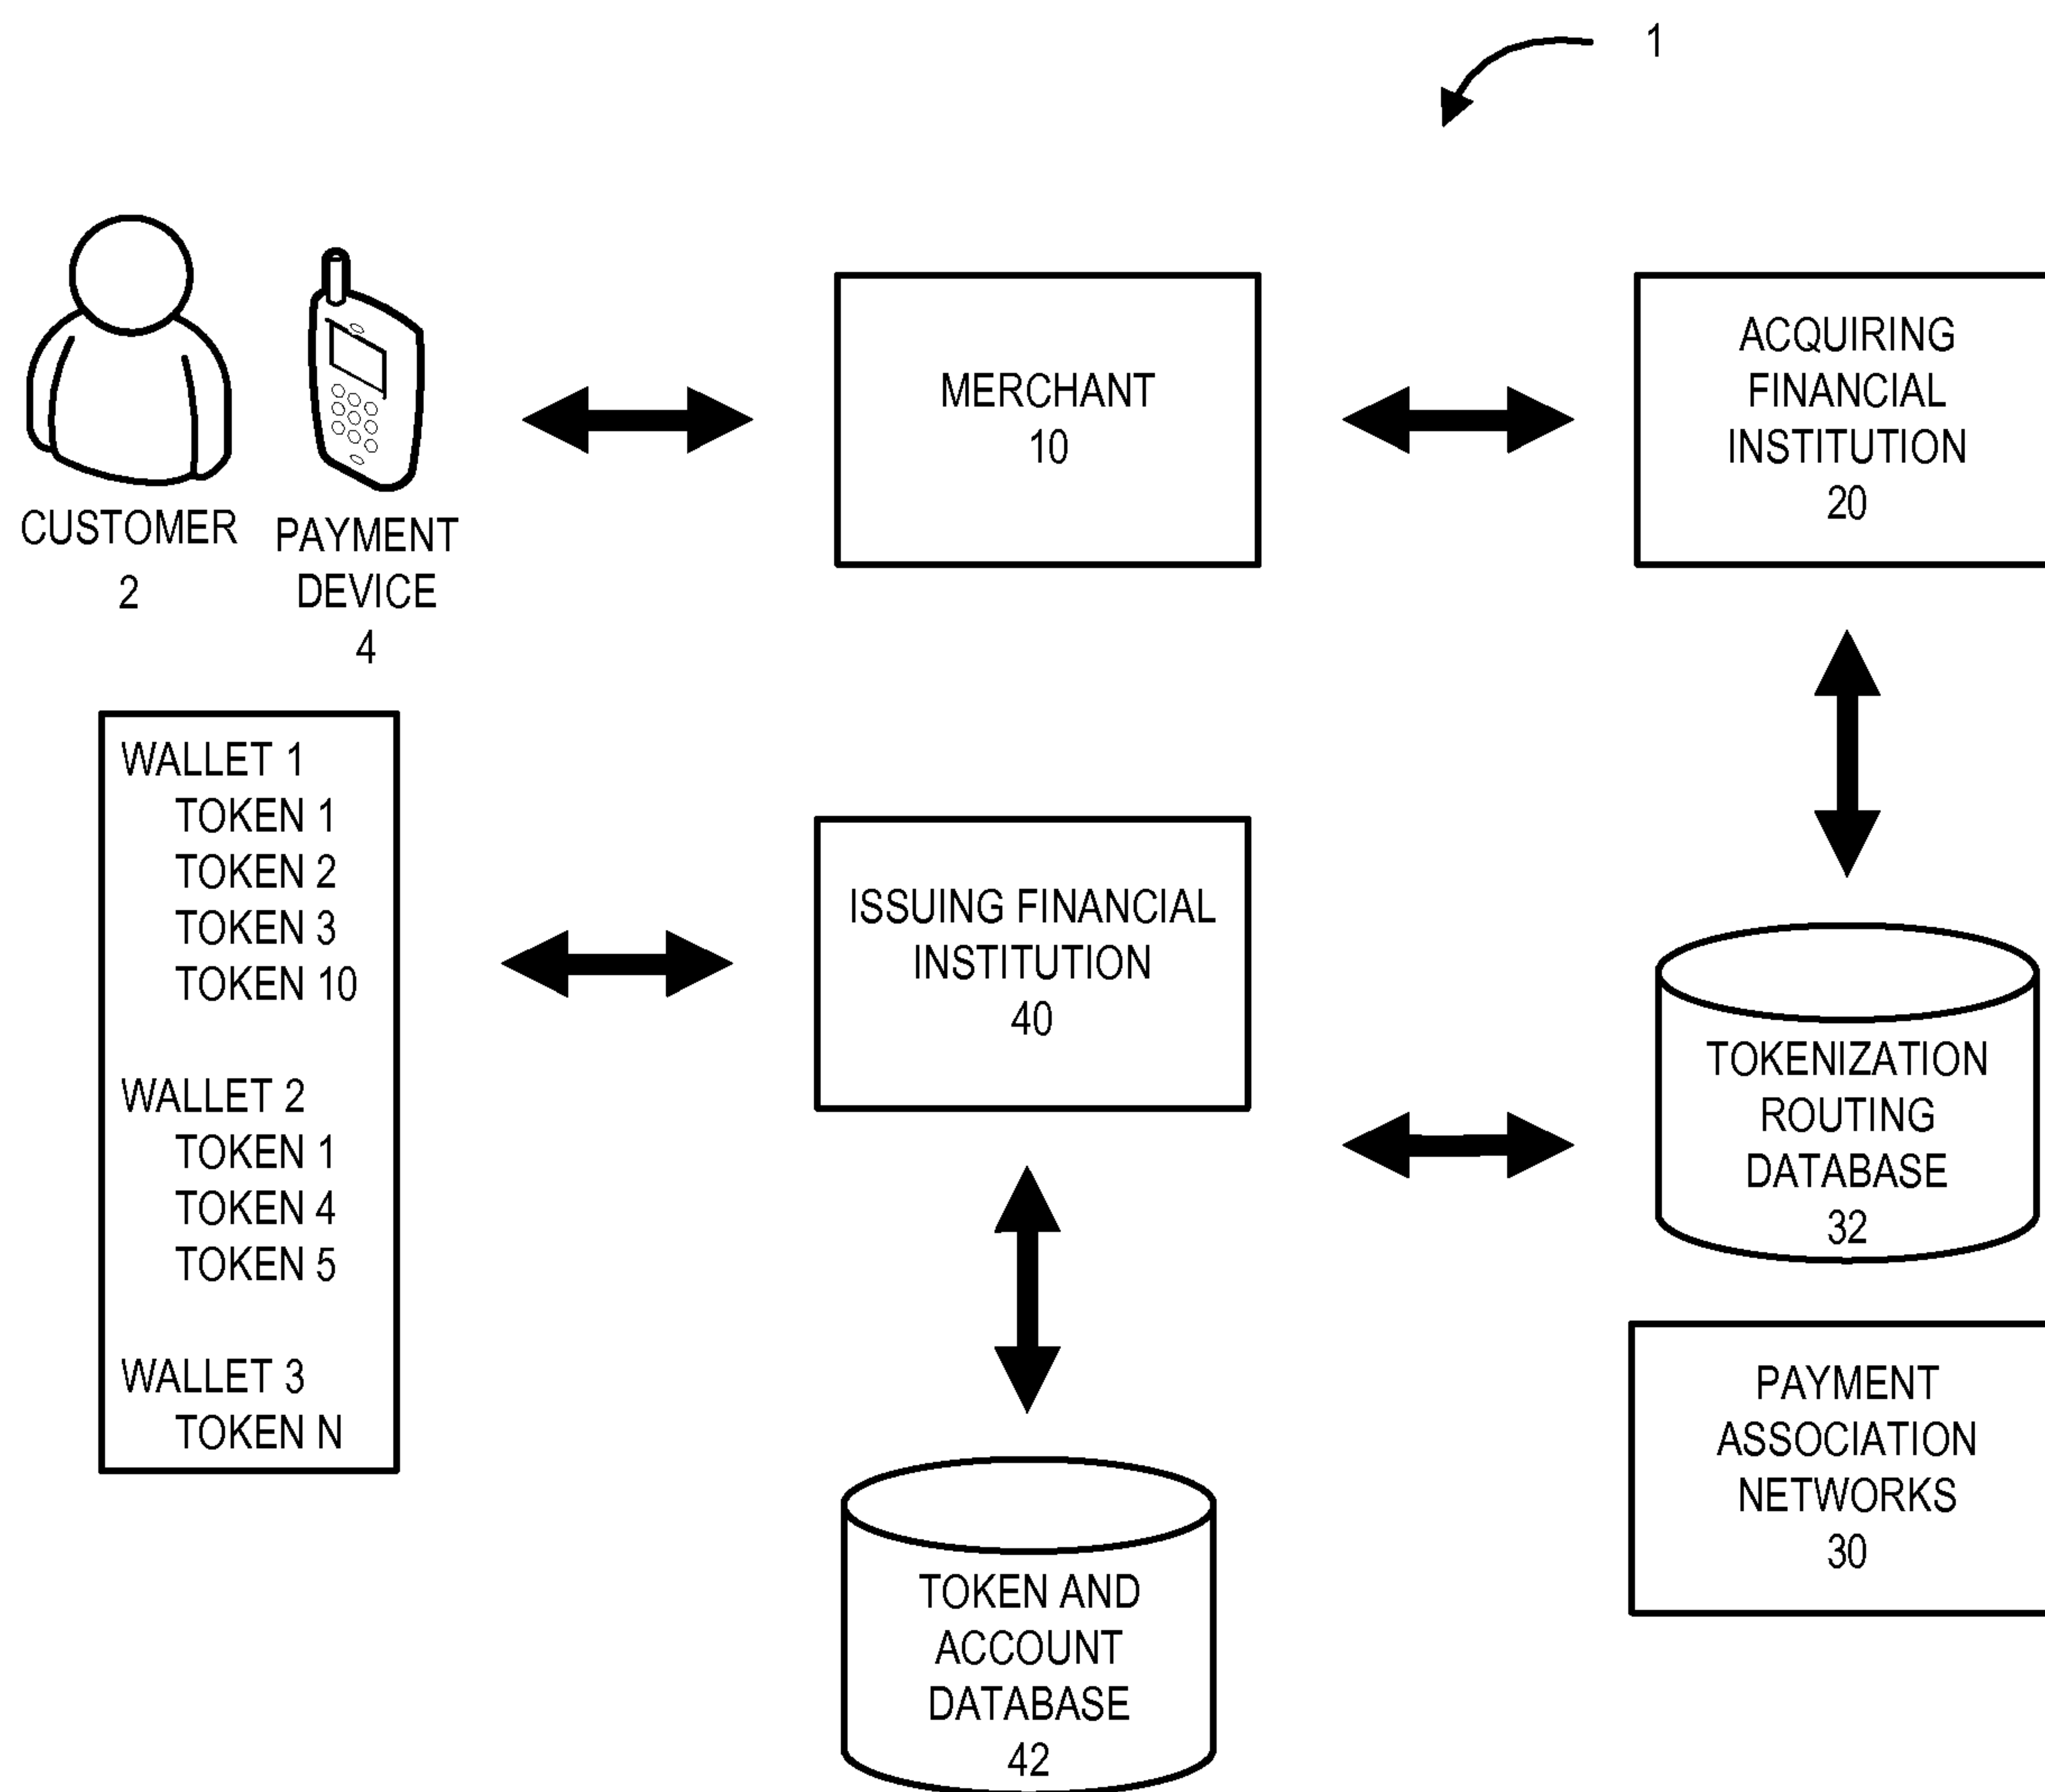 1
CUSTOMER
2
PAYMENT
DEVICE
4
MERCHANT
10
ACQUIRING
FINANCIAL
INSTITUTION
20
WALLET 1
TOKEN 1
TOKEN 2
TOKEN 3
TOKEN 10
WALLET 2
TOKEN 1
TOKEN 4
TOKEN 5
WALLET 3
TOKEN N
ISSUING FINANCIAL
INSTITUTION
40
TOKENIZATION
ROUTING
DATABASE
32
PAYMENT
ASSOCIATION
NETWORKS
30
TOKEN AND
ACCOUNT
DATABASE
42